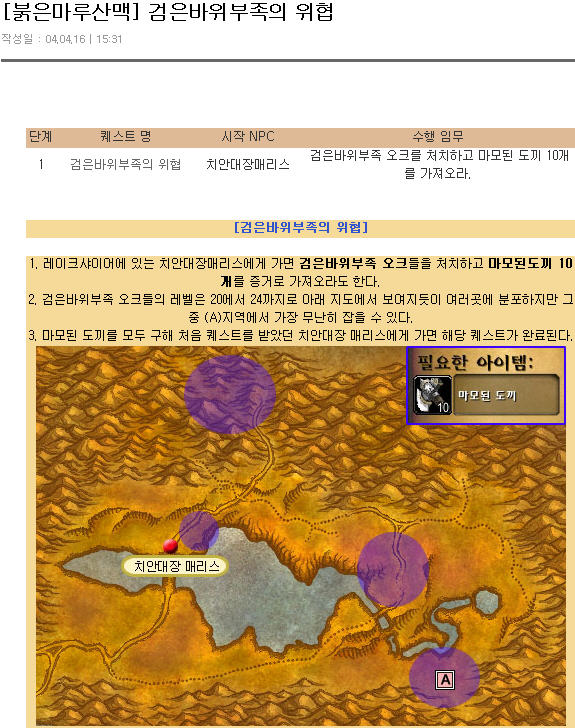 [붉은마루산맥] 검은바위부족의 위협
작성일 : 04.04.16 | 15:31
단계 퀘스트 명 시작 NPC 수행 임무
1 검은바위부족의 위협 치안대장매리스 검은바위부족 오크를 처치하고 마모된 도끼 10개
를 가져오라.
[검은바위부족의 위협]
1. 레이크샤이어에 있는 치안대장매리스에게 가면 검은바위부족 오크들을 처치하고 마모된도끼 10
개를 증거로 가져오라도 한다.
2. 검은바위부족 오크들의 레벨은 20에서 24까지로 아래 지도에서 보여지듯이 여러곳에 분포하지만 그
중 (A)지역에서 가장 무난히 잡을 수 있다.
3. 마모된 도끼를 모두 구해 처음 퀘스트를 받았던 치안대장 매리스에게 가면 해당 퀘스트가 완료된다.
필요한 아이템:
마모된 도끼
10
치안대장 매리스
A